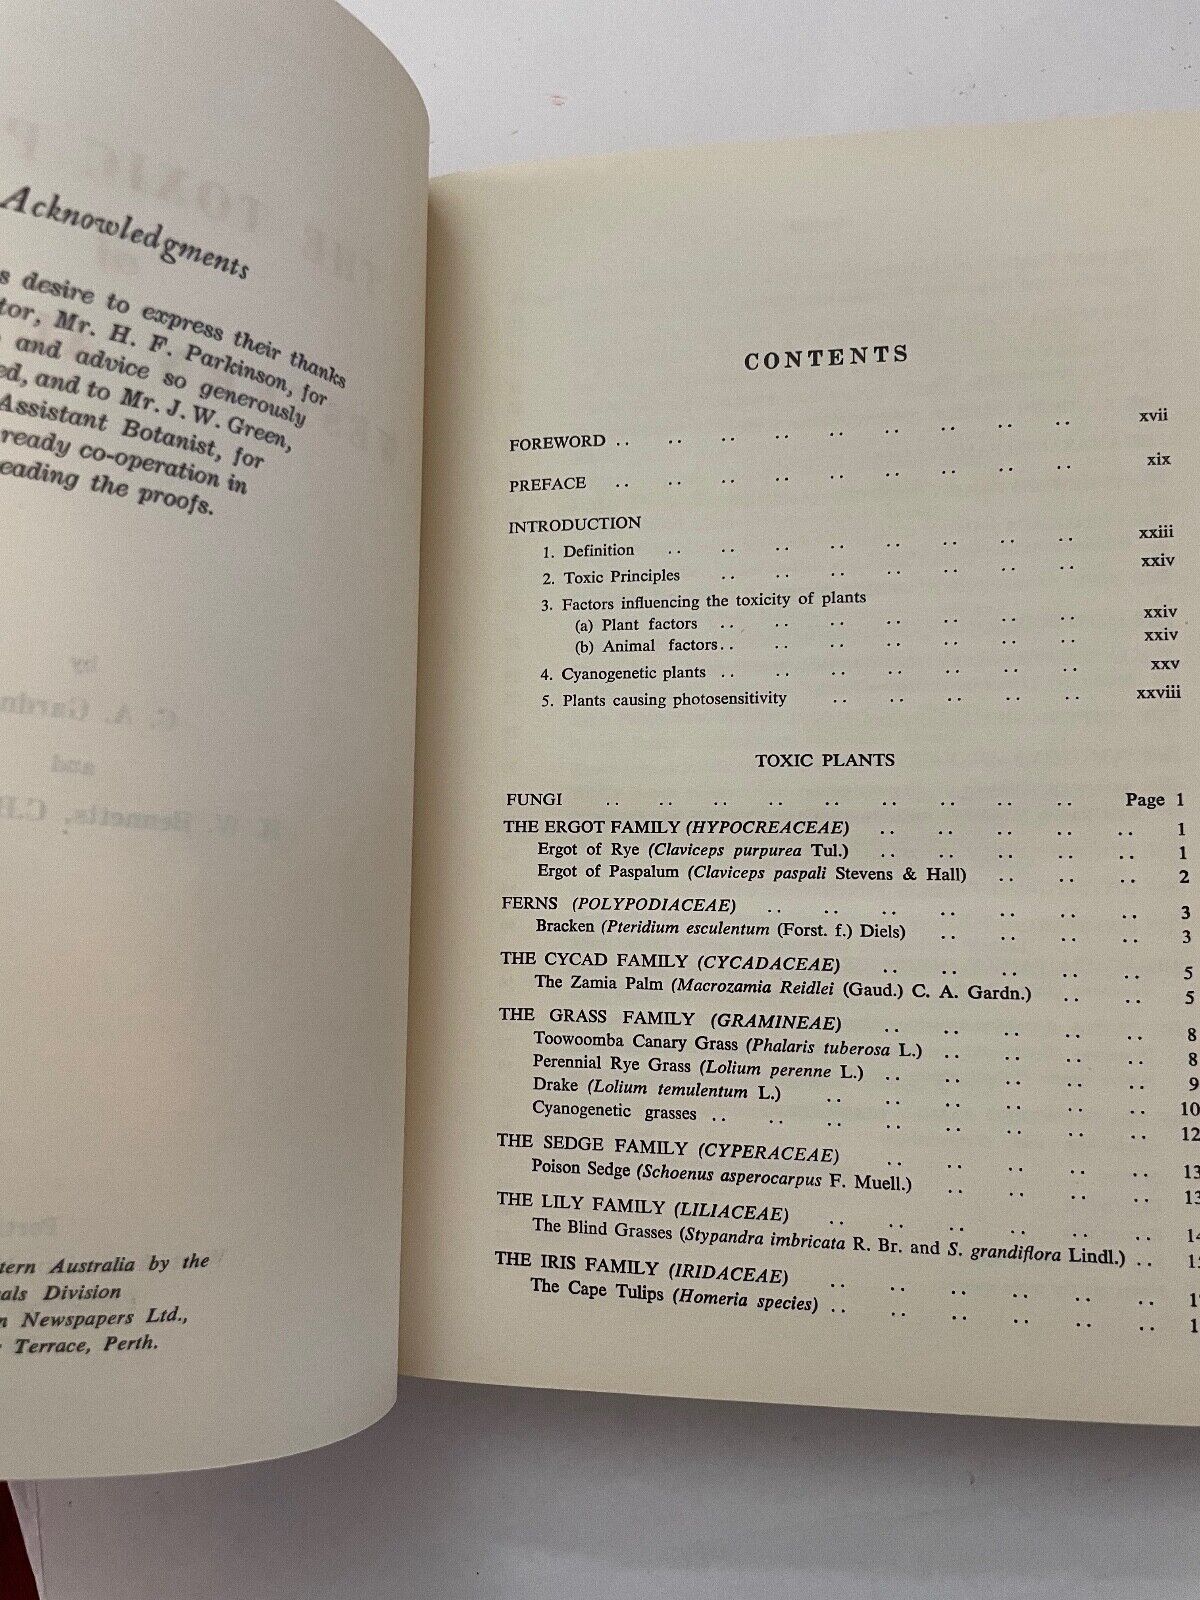 Acknowledgments
s desire to express their thanks
tor, Mr. H. F. Parkinson, for
and advice so generously
ed, and to Mr. J. W. Green,
Assistant Botanist, for
ready co-operation in
eading the proofs.
by
C. A. Gardn
and
W. Bennetts, C.B
tern Australia by the
als Division
n Newspapers Ltd.,
Terrace, Perth.
CONTENTS
FOREWORD .. .. .. .. .. .. .. .. .. xvii
PREFACE .. .. .. .. .. .. .. .. .. xix
INTRODUCTION
1. Definition .. .. .. .. .. .. .. .. xxiii
2. Toxic Principles .. .. .. .. .. .. .. xxiv
3. Factors influencing the toxicity of plants
(a) Plant factors .. .. .. .. .. .. .. xxiv
(b) Animal factors.. .. .. .. .. .. .. xxiv
4. Cyanogenetic plants .. .. .. .. .. .. .. xxv
5. Plants causing photosensitivity .. .. .. .. .. xxviii
TOXIC PLANTS
FUNGI .. .. .. .. .. .. .. .. .. Page 1
THE ERGOT FAMILY (HYPOCREACEAE) .. .. .. .. .. 1
Ergot of Rye (Claviceps purpurea Tul.) .. .. .. .. .. 1
Ergot of Paspalum (Claviceps paspali Stevens & Hall) .. .. .. 2
FERNS (POLYPODIACEAE) .. .. .. .. .. .. .. 3
Bracken (Pteridium esculentum (Forst. f.) Diels) .. .. .. .. 3
THE CYCAD FAMILY (CYCADACEAE) .. .. .. .. .. 5
The Zamia Palm (Macrozamia Reidlei (Gaud.) C. A. Gardn.) .. .. 5
THE GRASS FAMILY (GRAMINEAE) .. .. .. .. .. 8
Toowoomba Canary Grass (Phalaris tuberosa L.) .. .. .. .. 8
Perennial Rye Grass (Lolium perenne L.) .. .. .. .. .. 9
Drake (Lolium temulentum L.) .. .. .. .. .. .. 10
Cyanogenetic grasses .. .. .. .. .. .. .. .. 12
THE SEDGE FAMILY (CYPERACEAE) .. .. .. .. .. 13
Poison Sedge (Schoenus asperocarpus F. Muell.) .. .. .. .. 13
THE LILY FAMILY (LILIACEAE) .. .. .. .. .. .. 14
The Blind Grasses (Stypandra imbricata R. Br. and S. grandiflora Lindl.) ..
THE IRIS FAMILY (IRIDACEAE) .. .. .. .. .. ..
The Cape Tulips (Homeria species) .. .. .. .. .. ..